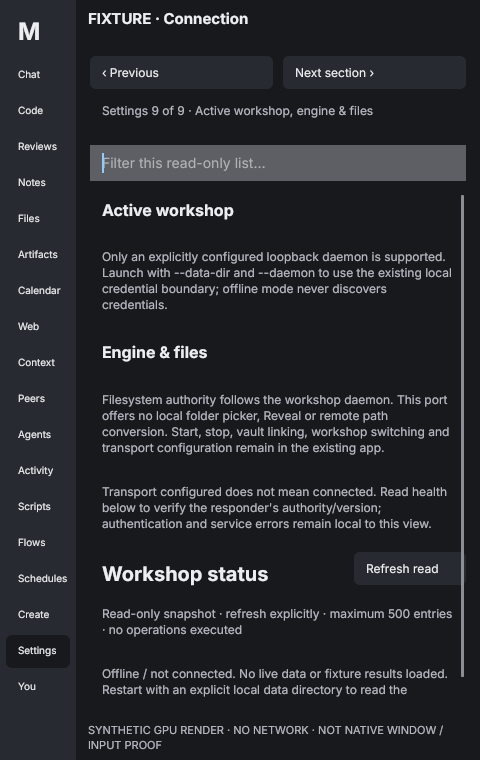 M
FIXTURE · Connection
Chat
Code
Reviews
Notes
Files
Artifacts
Calendar
Web
Context
Peers
Agents
Activity
Scripts
Flows
Schedules
Create
Settings
You
‹ Previous
Next section ›
Settings 9 of 9 · Active workshop, engine & files
Filter this read-only list...
Active workshop
Only an explicitly configured loopback daemon is supported.
Launch with --data-dir and --daemon to use the existing local
credential boundary; offline mode never discovers
credentials.
Engine & files
Filesystem authority follows the workshop daemon. This port
offers no local folder picker, Reveal or remote path
conversion. Start, stop, vault linking, workshop switching and
transport configuration remain in the existing app.
Transport configured does not mean connected. Read health
below to verify the responder's authority/version;
authentication and service errors remain local to this view.
Workshop status
Refresh read
Read-only snapshot · refresh explicitly · maximum 500 entries
· no operations executed
Offline / not connected. No live data or fixture results loaded.
Restart with an explicit local data directory to read the
SYNTHETIC GPU RENDER · NO NETWORK · NOT NATIVE WINDOW /
INPUT PROOF